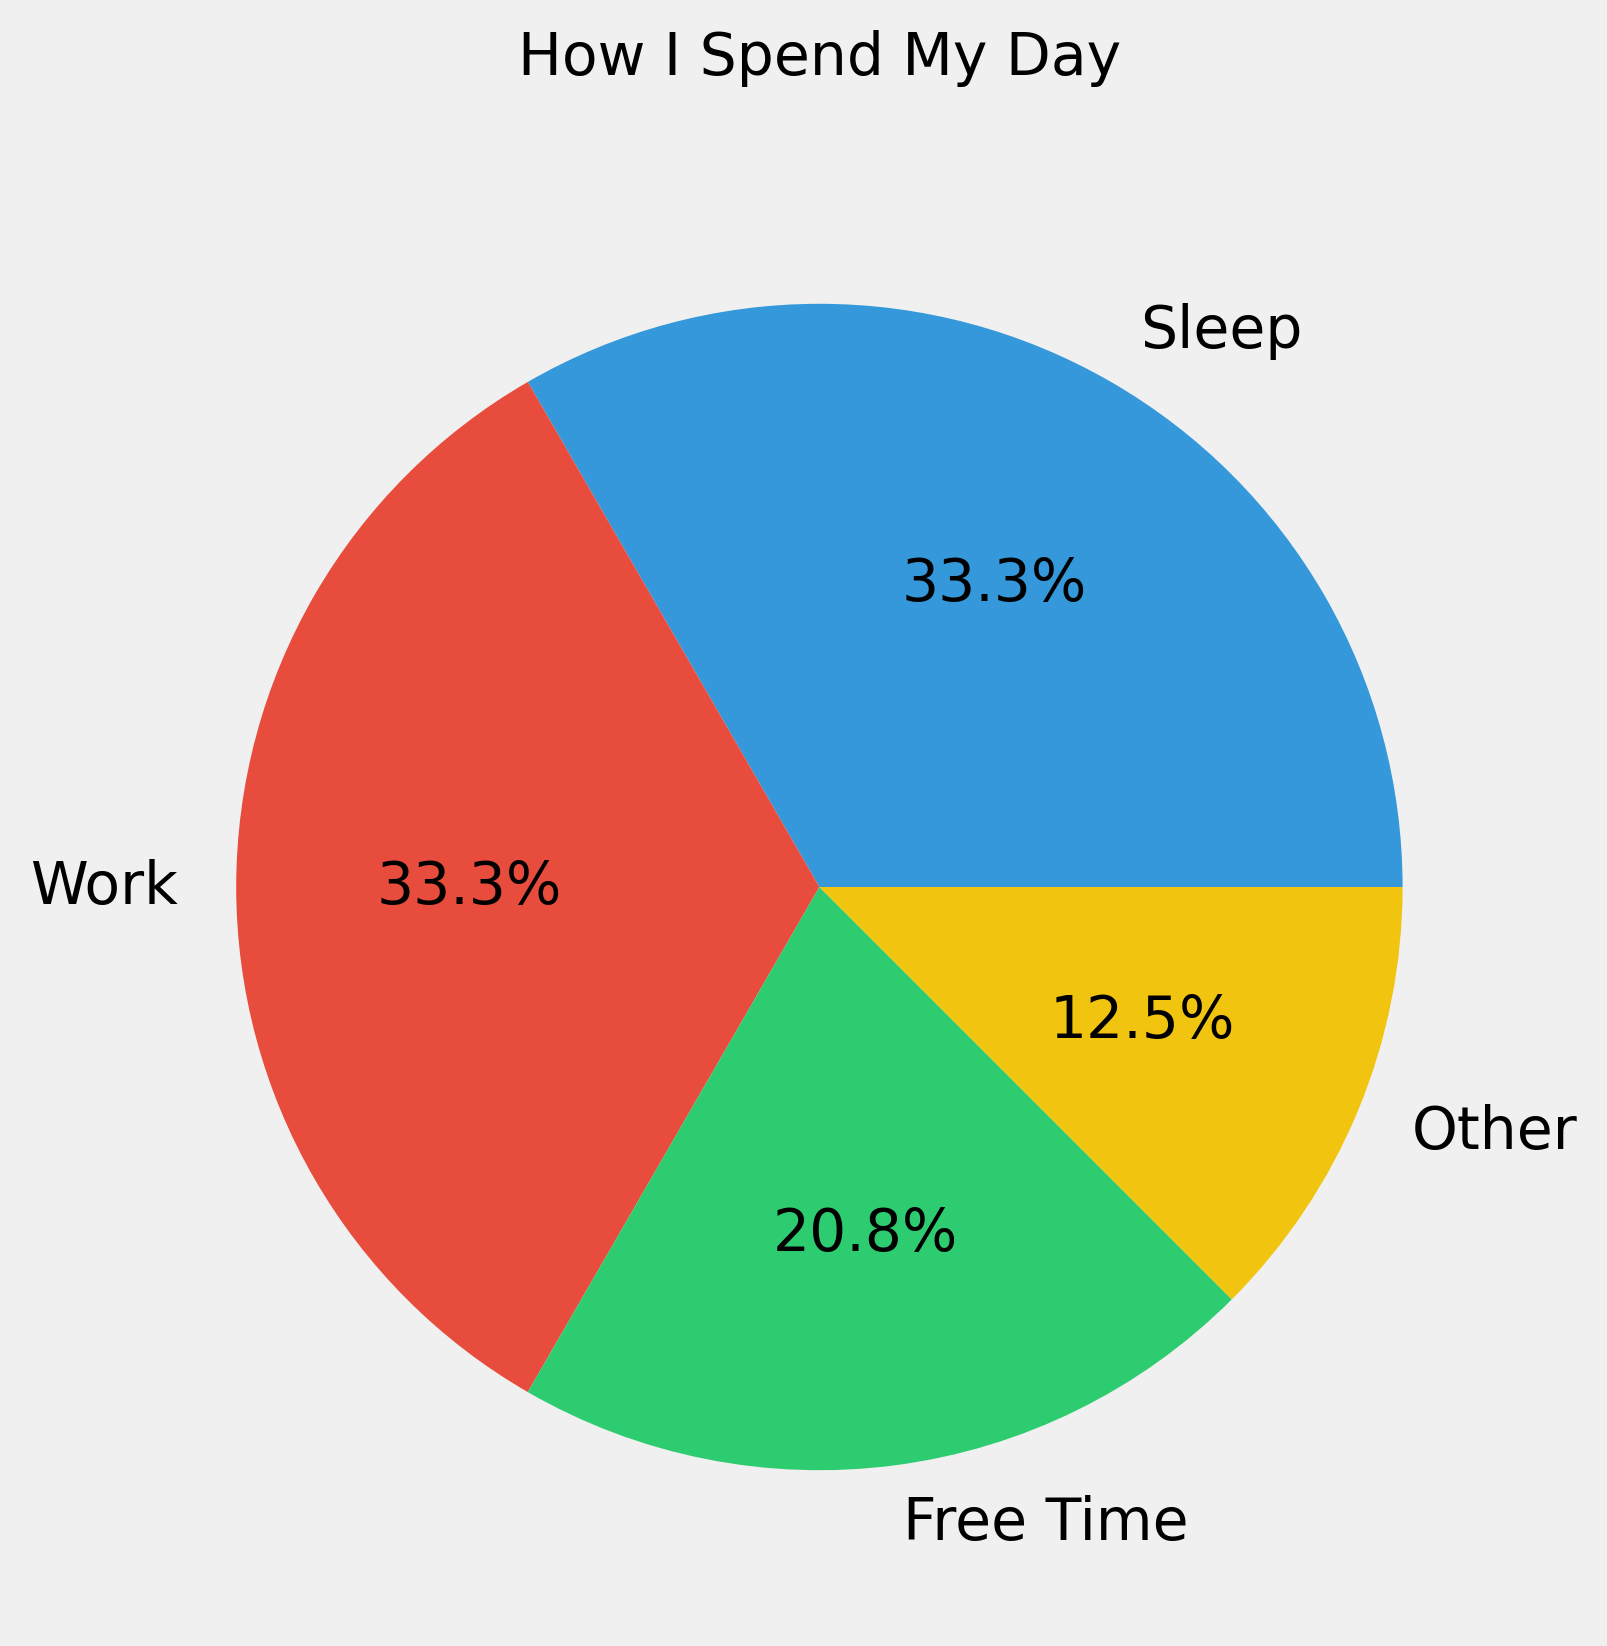 How I Spend My Day
Sleep
33.3%
Work
33.3%
12.5%
Other
20.8%
Free Time